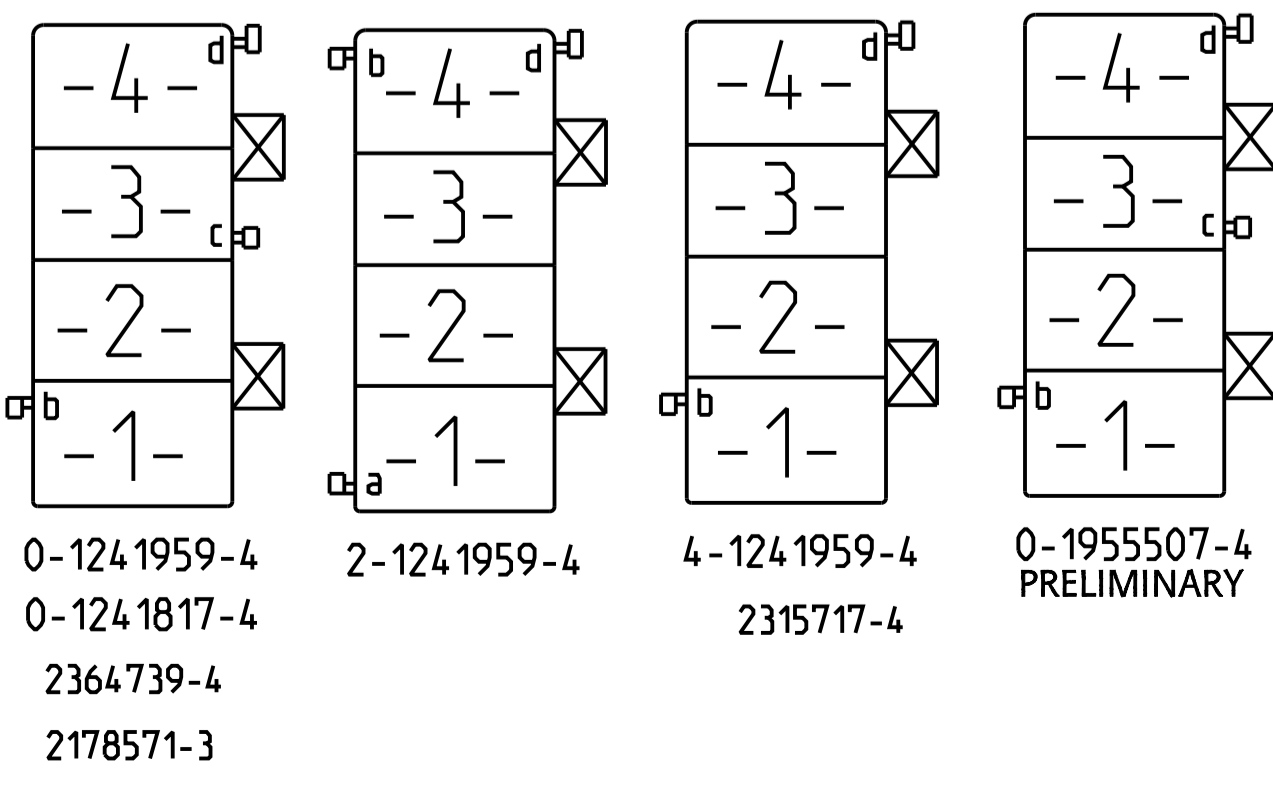 -4- d
-3- c
-2-
b -1-
0-1241959-4
0-1241817-4
2364739-4
2178571-3
b -4- d
-3-
-2-
-1-
a
2-1241959-4
-4- d
-3-
-2-
b -1-
4-1241959-4
2315717-4
-4- d
-3- c
-2-
b -1-
0-1955507-4
PRELIMINARY